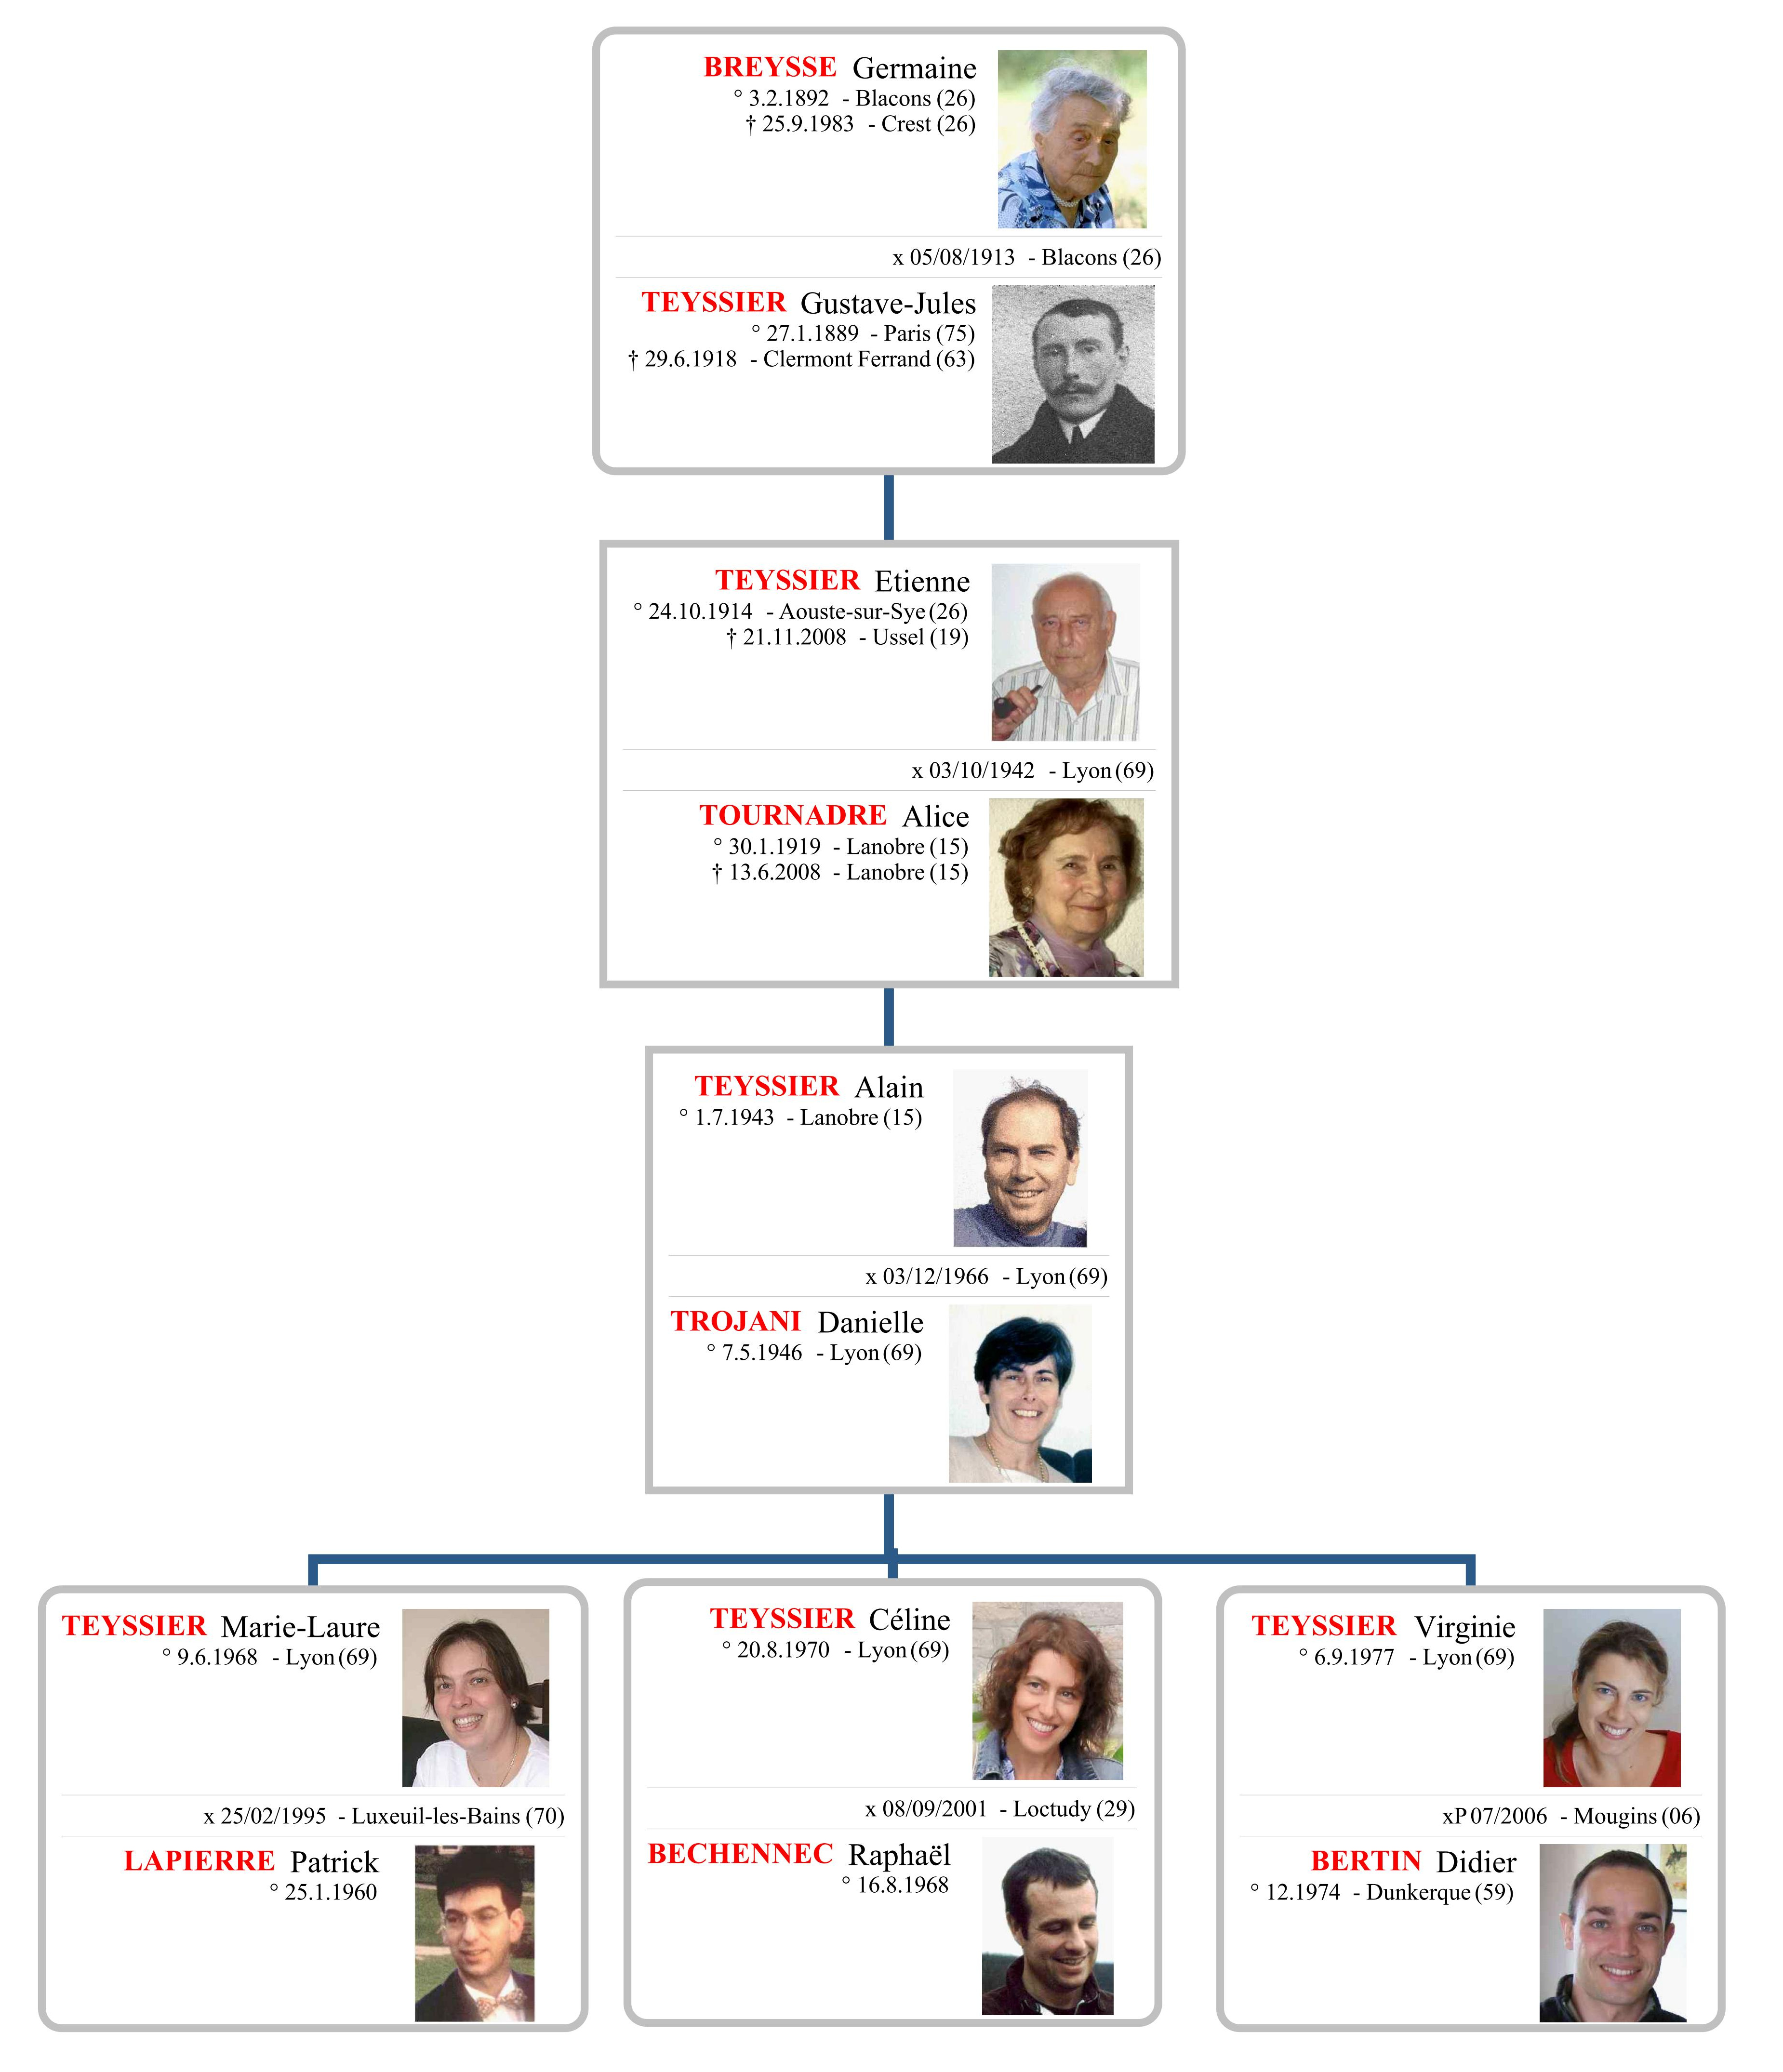 BREYSSE Germaine
° 3.2.1892 - Blacons (26)
† 25.9.1983 - Crest (26)
x 05/08/1913 - Blacons (26)
TEYSSIER Gustave-Jules
° 27.1.1889 - Paris (75)
† 29.6.1918 - Clermont Ferrand (63)
TEYSSIER Etienne
° 24.10.1914 - Aouste-sur-Sye (26)
† 21.11.2008 - Ussel (19)
x 03/10/1942 - Lyon (69)
TOURNADRE Alice
° 30.1.1919 - Lanobre (15)
† 13.6.2008 - Lanobre (15)
TEYSSIER Alain
° 1.7.1943 - Lanobre (15)
x 03/12/1966 - Lyon (69)
TROJANI Danielle
° 7.5.1946 - Lyon (69)
TEYSSIER Marie-Laure
° 9.6.1968 - Lyon (69)
x 25/02/1995 - Luxeuil-les-Bains (70)
LAPIERRE Patrick
° 25.1.1960
TEYSSIER Céline
° 20.8.1970 - Lyon (69)
x 08/09/2001 - Loctudy (29)
BECHENNEC Raphaël
° 16.8.1968
TEYSSIER Virginie
° 6.9.1977 - Lyon (69)
xP 07/2006 - Mougins (06)
BERTIN Didier
° 12.1974 - Dunkerque (59)